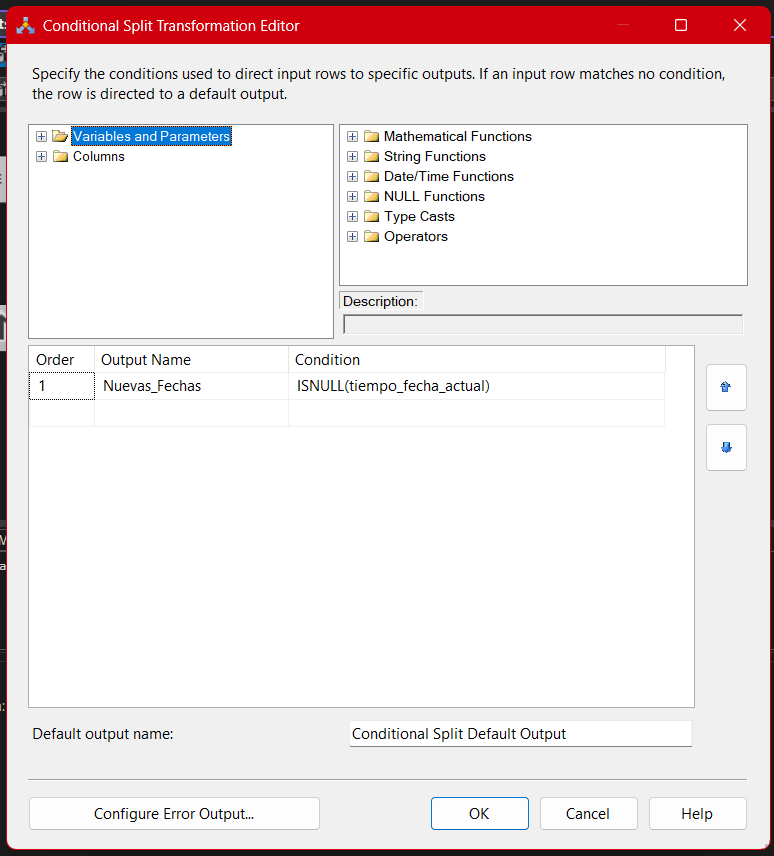 Conditional Split Transformation Editor
Specify the conditions used to direct input rows to specific outputs. If an input row matches no condition,
the row is directed to a default output.
Variables and Parameters
Columns
Mathematical Functions
String Functions
Date/Time Functions
NULL Functions
Type Casts
Operators
Description:
Order Output Name Condition
1 Nuevas_Fechas ISNULL(tiempo_fecha_actual)
Default output name: Conditional Split Default Output
Configure Error Output... OK Cancel Help